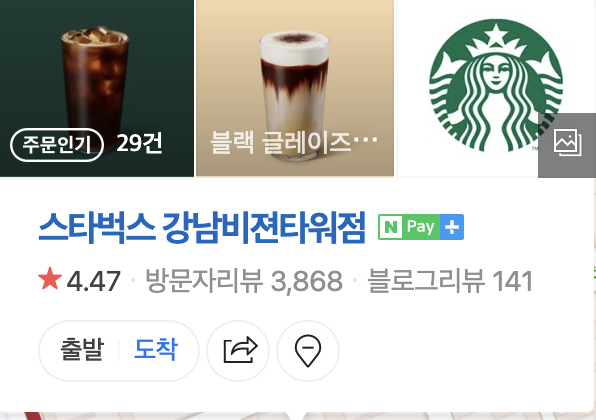 주문인기 29건 블랙 글레이즈···
스타벅스 강남비젼타워점 N Pay +
★ 4.47 · 방문자리뷰 3,868 · 블로그리뷰 141
출발 도착